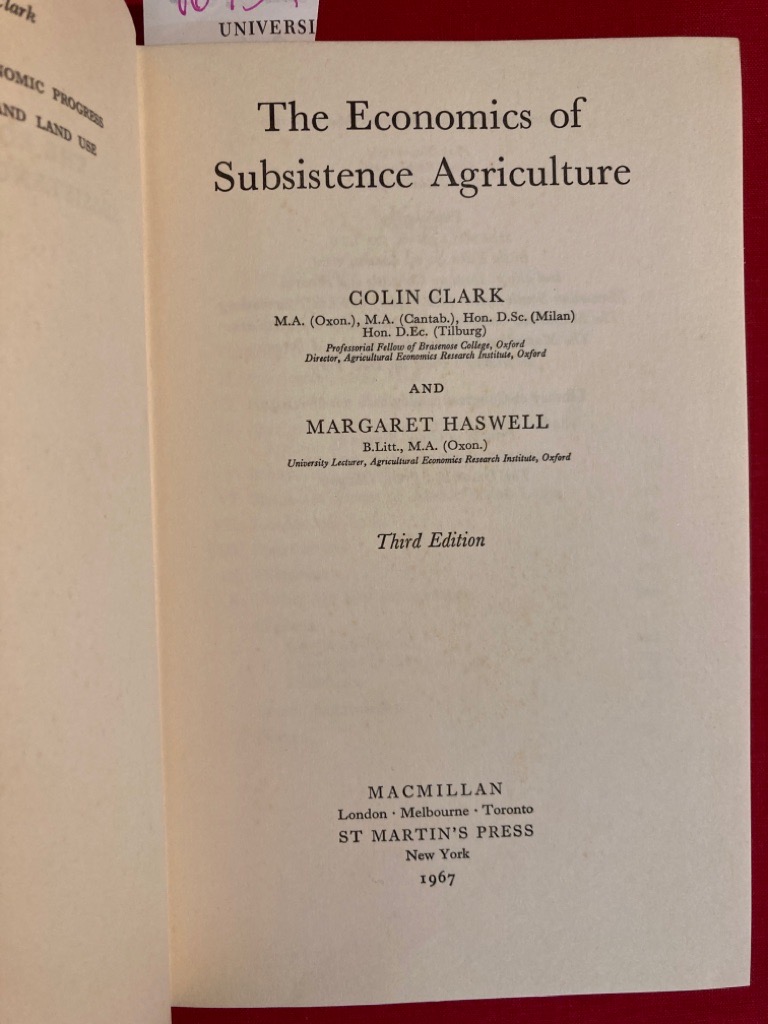 Clark
NOMIC PROGRESS
AND LAND USE
UNIVERSI
The Economics of
Subsistence Agriculture
COLIN CLARK
M.A. (Oxon.), M.A. (Cantab.), Hon. D.Sc. (Milan)
Hon. D.Ec. (Tilburg)
Professorial Fellow of Brasenose College, Oxford
Director, Agricultural Economics Research Institute, Oxford
AND
MARGARET HASWELL
B.Litt., M.A. (Oxon.)
University Lecturer, Agricultural Economics Research Institute, Oxford
Third Edition
MACMILLAN
London · Melbourne · Toronto
ST MARTIN'S PRESS
New York
1967